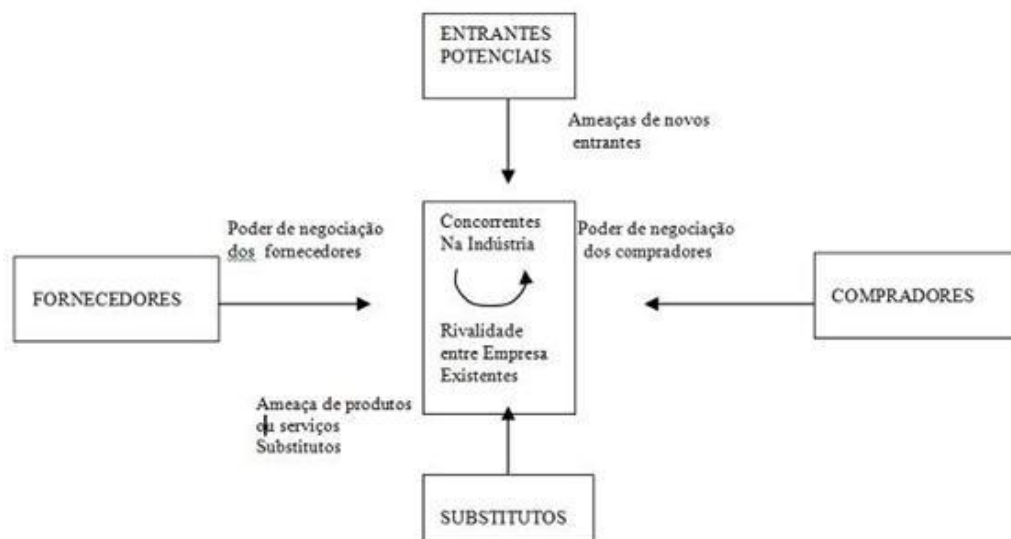 ENTRANTES
POTENCIAIS
Ameaças de novos
entrantes
Poder de negociação
dos fornecedores
Concorrentes
Na Indústria
Poder de negociação
dos compradores
FORNECEDORES
COMPRADORES
Rivalidade
entre Empresa
Existentes
Ameaça de produtos
ou serviços
Substitutos
SUBSTITUTOS